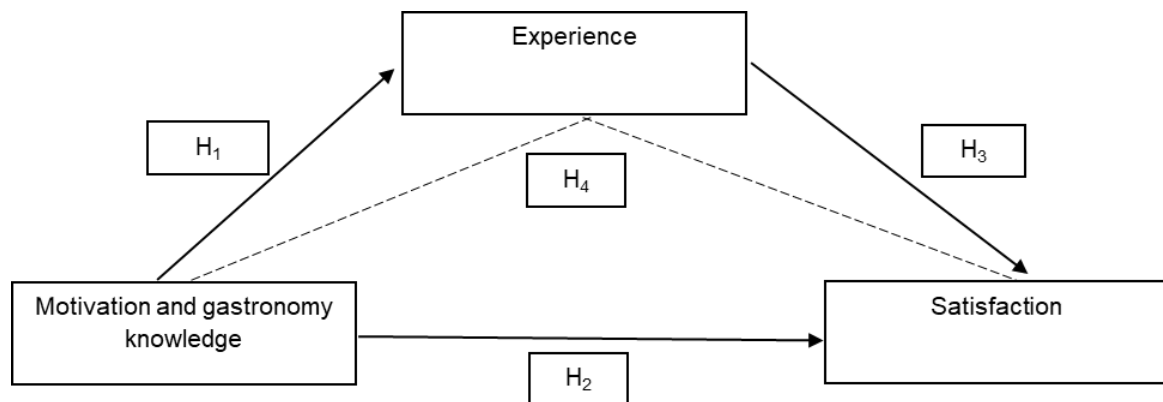 Experience
H₁
H₃
H₄
Motivation and gastronomy
knowledge
Satisfaction
H₂